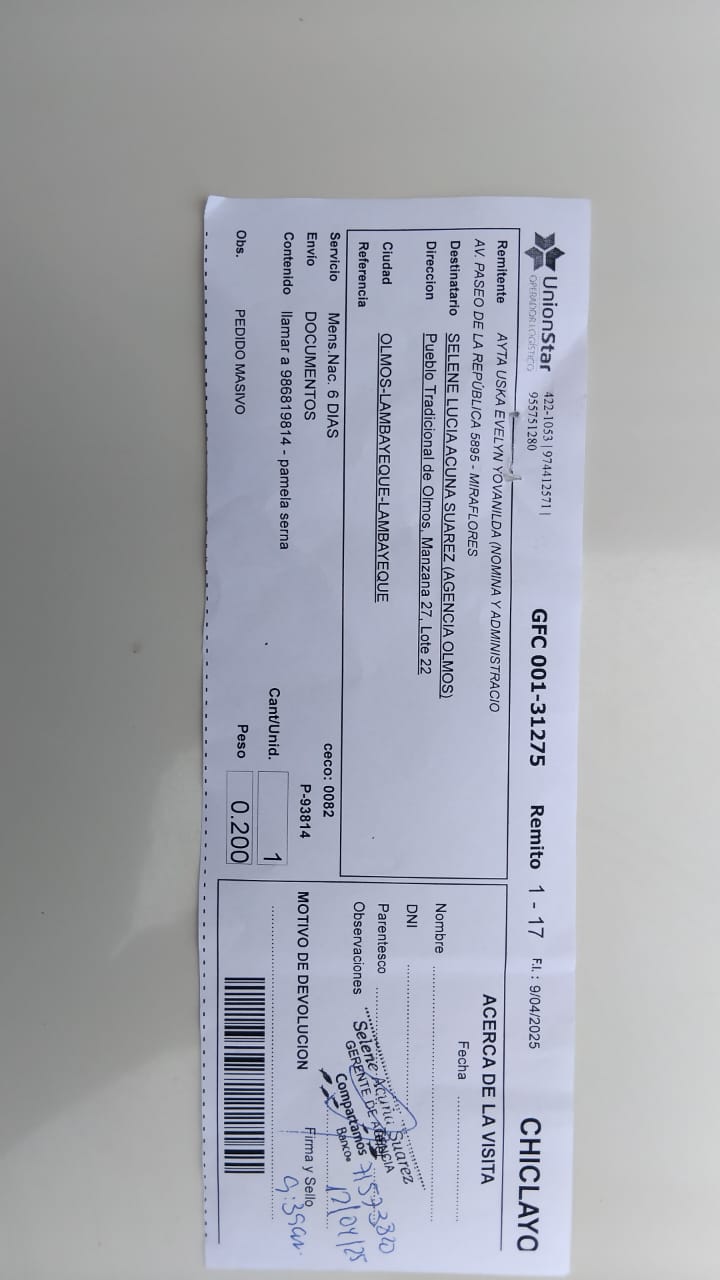 UnionStar
OPERADOR LOGÍSTICO
422-1053 | 974412571 |
955751280
GFC 001-31275 Remito 1 - 17 F.I.: 9/04/2025 CHICLAYO
Remitente AYTA USKA EVELYN YOVANILDA (NOMINA Y ADMINISTRACIO
AV. PASEO DE LA REPÚBLICA 5895 - MIRAFLORES
Destinatario SELENE LUCIA ACUNA SUAREZ (AGENCIA OLMOS)
Direccion Pueblo Tradicional de Olmos, Manzana 27, Lote 22
Ciudad OLMOS-LAMBAYEQUE-LAMBAYEQUE
Referencia
Servicio Mens.Nac. 6 DIAS ceco: 0082
Envio DOCUMENTOS P-93814
Contenido llamar a 986819814 - pamela serna
Cant/Unid. 1
Obs. PEDIDO MASIVO
Peso 0.200
ACERCA DE LA VISITA
Fecha
Nombre
DNI
Parentesco
Observaciones
Selene Acuña Suarez
GERENTE DE AGENCIA
Compartamos
Banco
12/04/25
MOTIVO DE DEVOLUCION
Firma y Sello